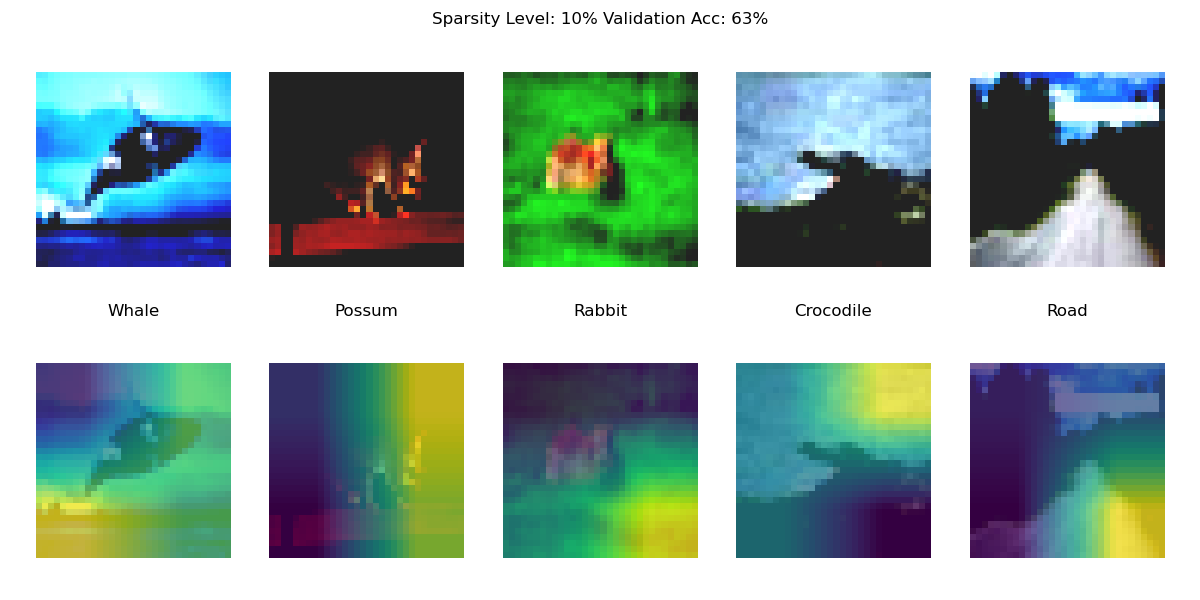 Sparsity Level: 10% Validation Acc: 63%
Whale
Possum
Rabbit
Crocodile
Road